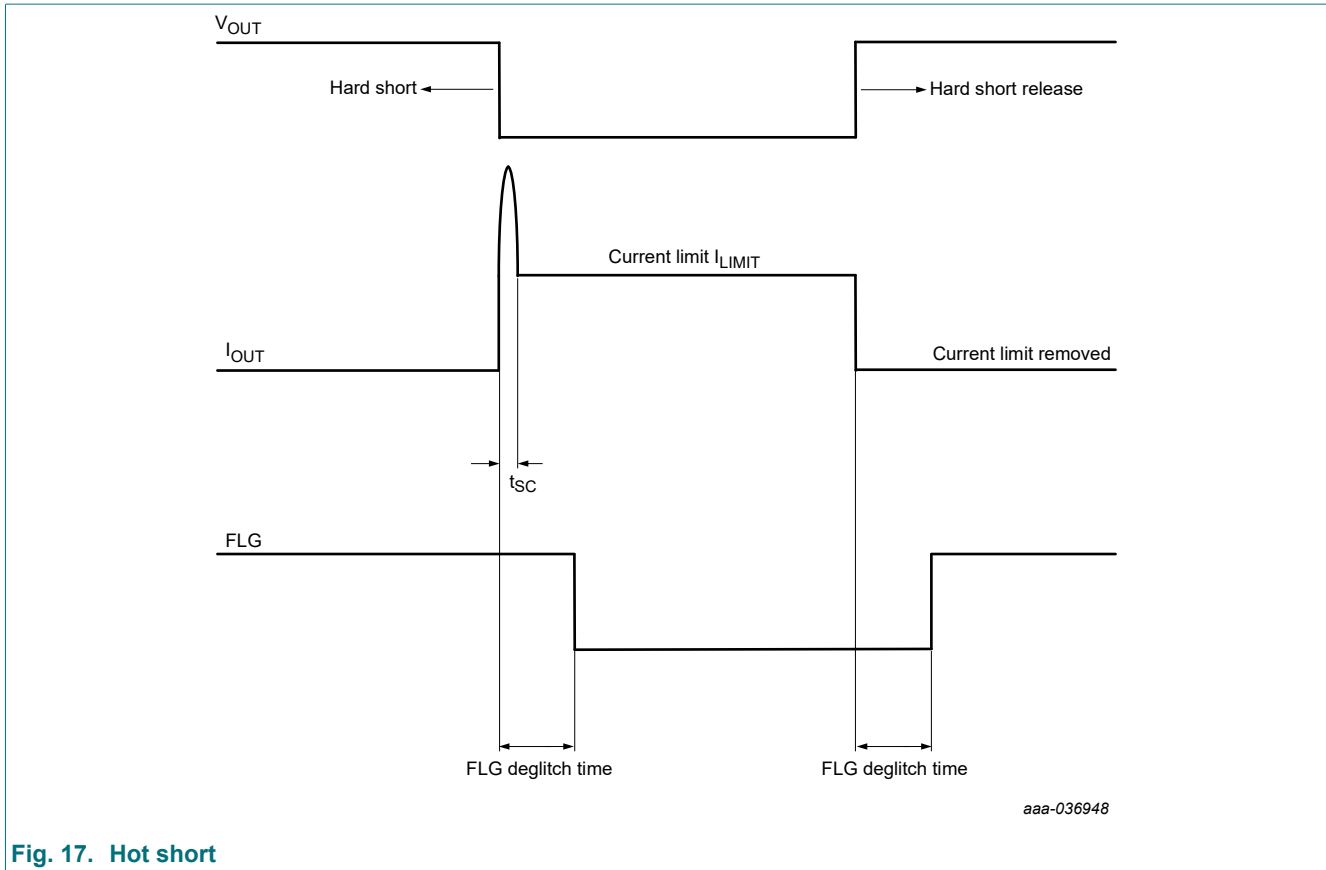 VOUT
Hard short
Hard short release
Current limit ILIMIT
IOUT
Current limit removed
tSC
FLG
FLG deglitch time
FLG deglitch time
aaa-036948
Fig. 17. Hot short